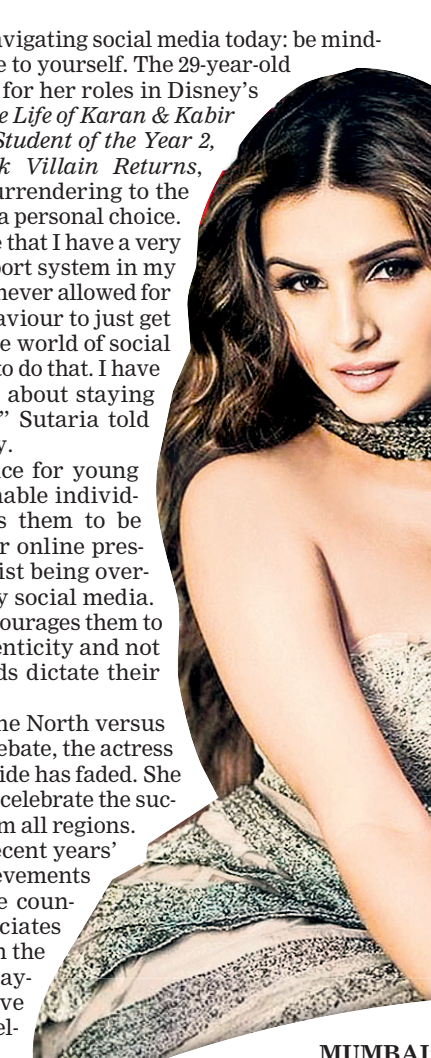 vigating social media today: be mind-
e to yourself. The 29-year-old
for her roles in Disney's
e Life of Karan & Kabir
Student of the Year 2,
k Villain Returns,
urrendering to the
a personal choice.
e that I have a very
port system in my
never allowed for
aviour to just get
e world of social
to do that. I have
about staying
” Sutaria told
y.
ce for young
nable individ-
s them to be
r online pres-
ist being over-
y social media.
ourages them to
enticity and not
ds dictate their
ne North versus
ebate, the actress
ide has faded. She
celebrate the suc-
m all regions.
ecent years'
evements
e coun-
ciates
n the
ay-
ve
el-
MUMBAI